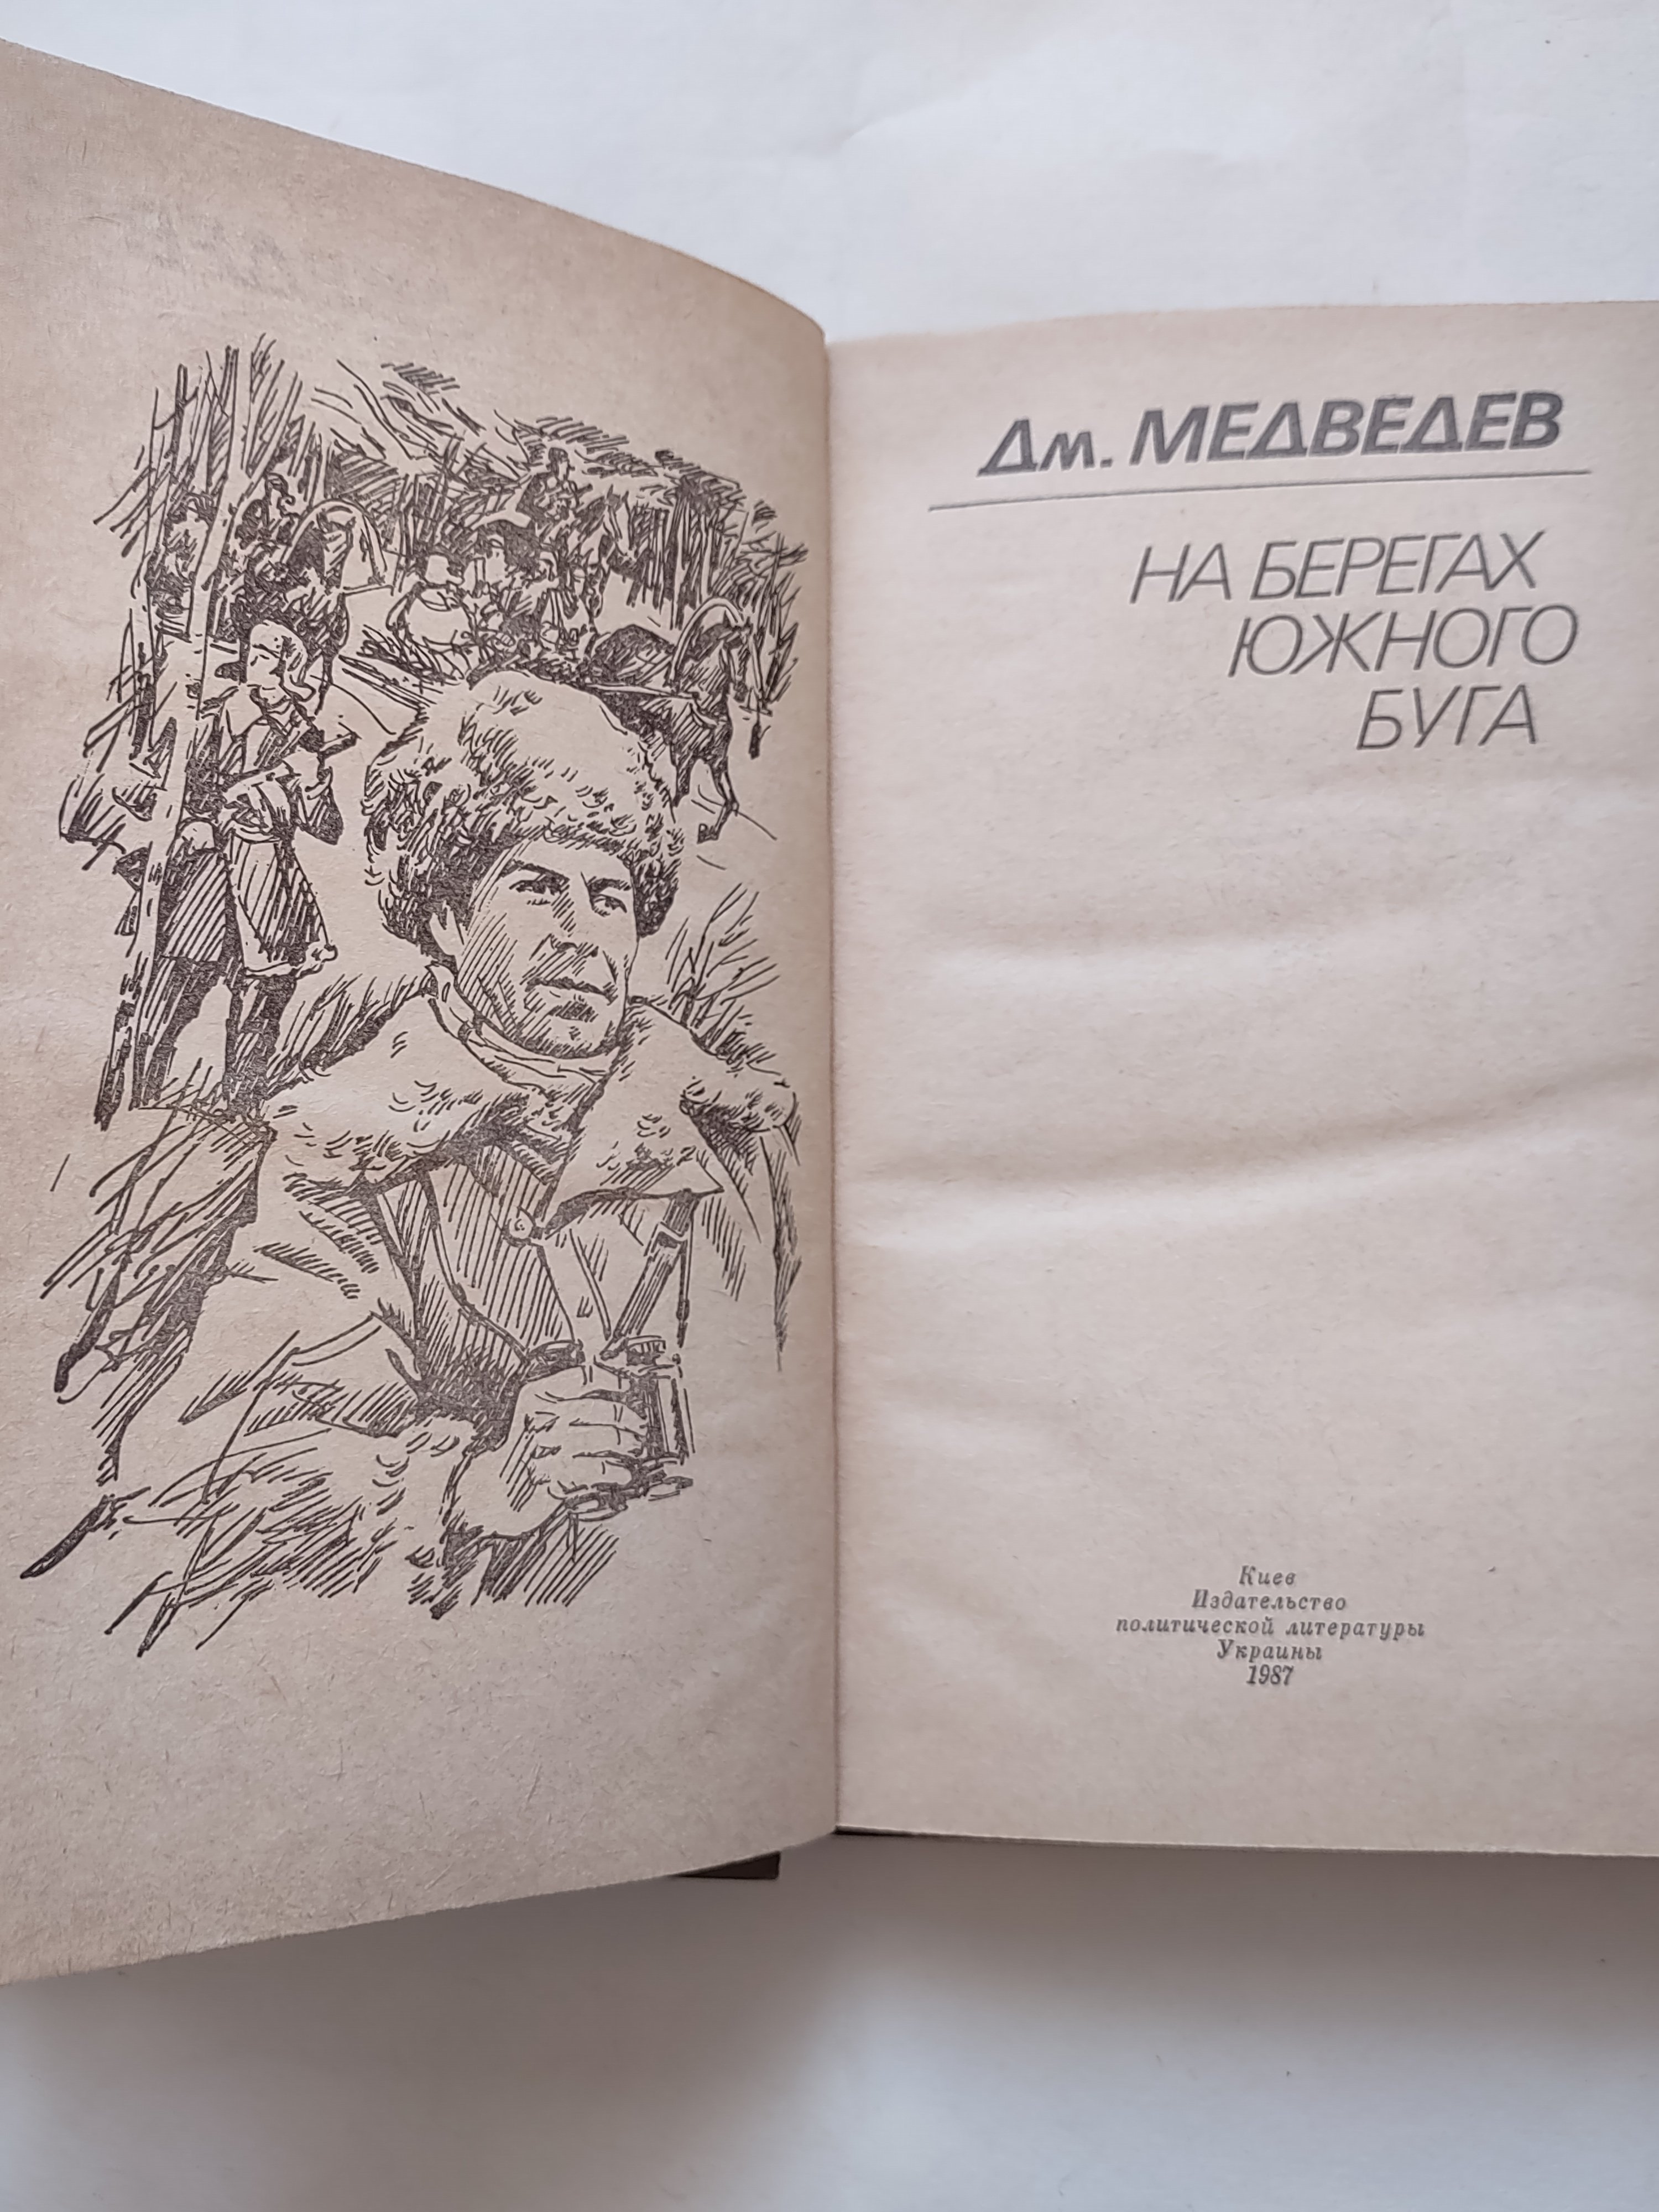 Дм. МЕДВЕДЕВ
НА БЕРЕГАХ
ЮЖНОГО
БУГА
Киев
Издательство
политической литературы
Украины
1987